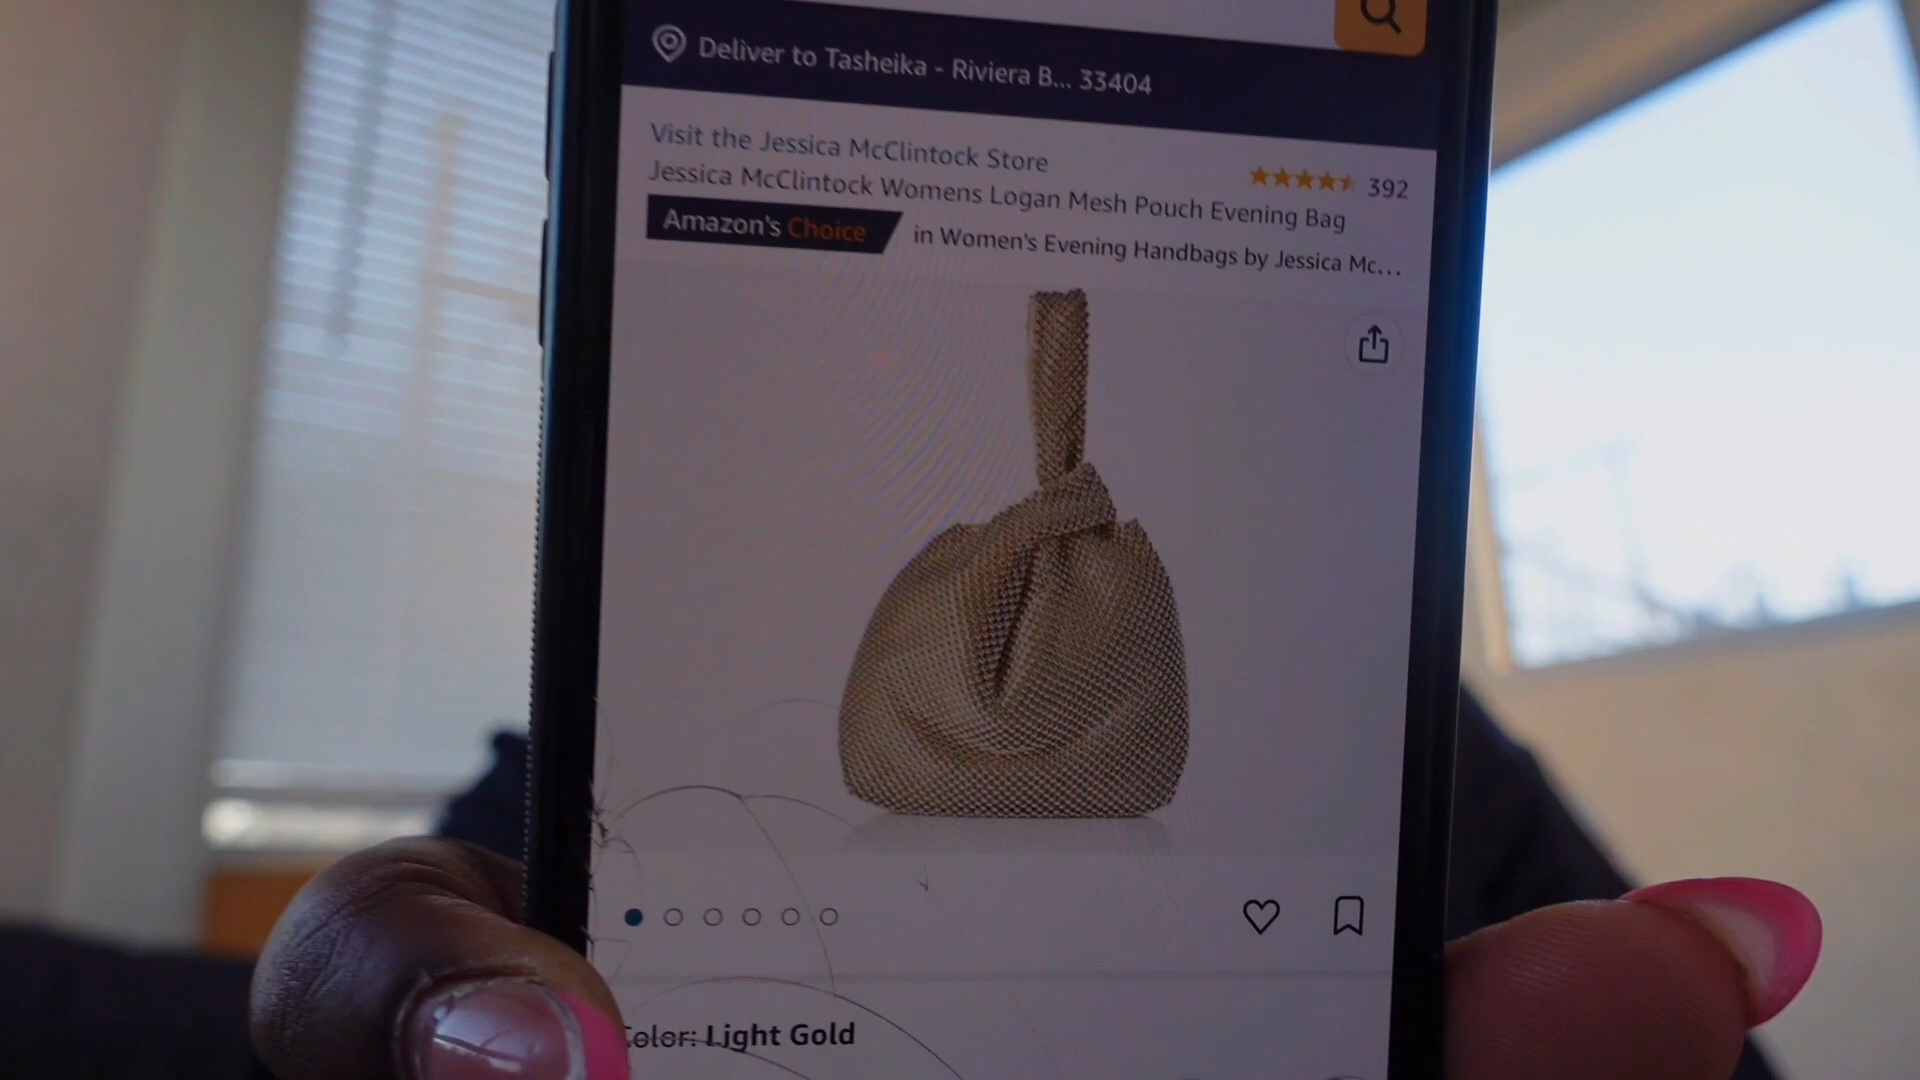 Deliver to Tasheika - Riviera B... 33404
Visit the Jessica McClintock Store
392
Jessica McClintock Womens Logan Mesh Pouch Evening Bag
Amazon's Choice in Women's Evening Handbags by Jessica Mc...
Color: Light Gold